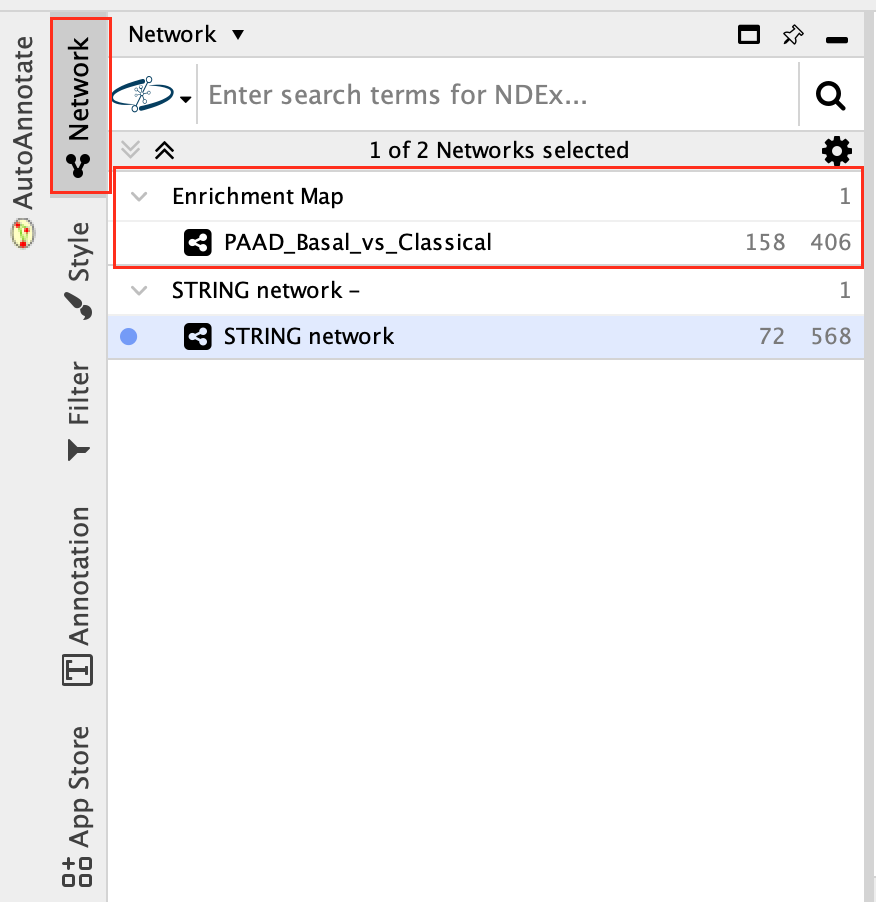 AutoAnnotate
Network
Style
Filter
Annotation
App Store
Network
Enter search terms for NDEx...
1 of 2 Networks selected
Enrichment Map 1
PAAD_Basal_vs_Classical 158 406
STRING network – 1
STRING network 72 568